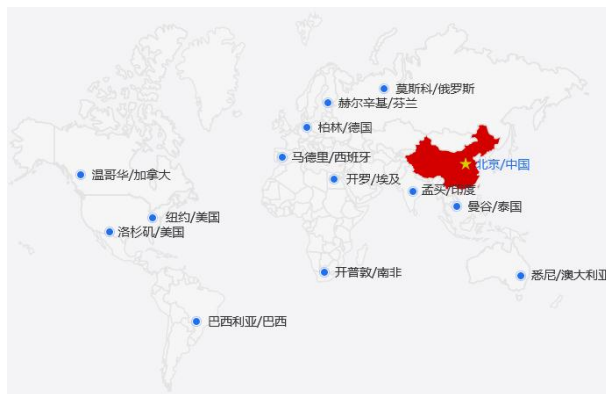 莫斯科/俄罗斯
赫尔辛基/芬兰
柏林/德国
马德里/西班牙
北京/中国
温哥华/加拿大
开罗/埃及
孟买/印度
曼谷/泰国
纽约/美国
洛杉矶/美国
开普敦/南非
悉尼/澳大利亚
巴西利亚/巴西